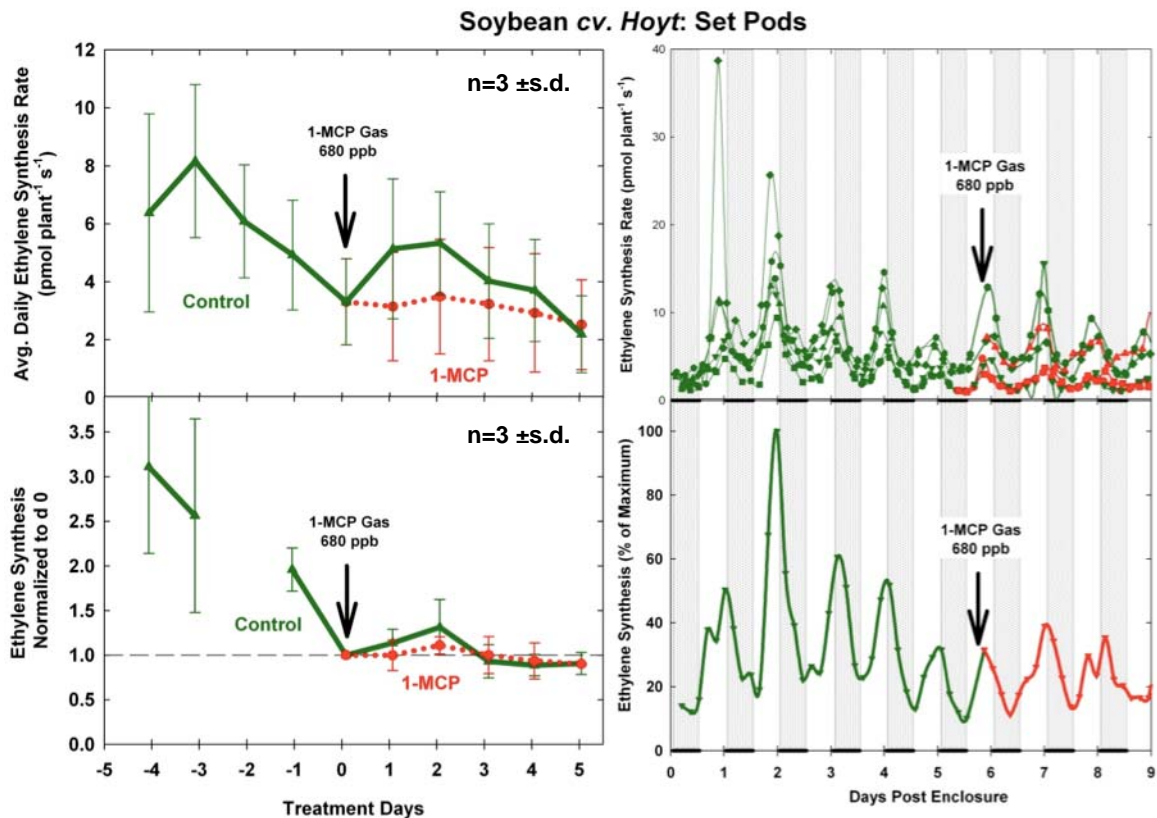 Soybean cv. Hoyt: Set Pods
Avg. Daily Ethylene Synthesis Rate
(pmol plant⁻¹ s⁻¹)
12
10
8
6
4
2
0
n=3 ±s.d.
1-MCP Gas
680 ppb
Control
1-MCP
Ethylene Synthesis Rate (pmol plant⁻¹ s⁻¹)
40
30
20
10
0
1-MCP Gas
680 ppb
Ethylene Synthesis
Normalized to d 0
3.5
3.0
2.5
2.0
1.5
1.0
0.5
0.0
n=3 ±s.d.
1-MCP Gas
680 ppb
Control
1-MCP
-5 -4 -3 -2 -1 0 1 2 3 4 5
Treatment Days
Ethylene Synthesis (% of Maximum)
100
80
60
40
20
0
1-MCP Gas
680 ppb
0 1 2 3 4 5 6 7 8 9
Days Post Enclosure